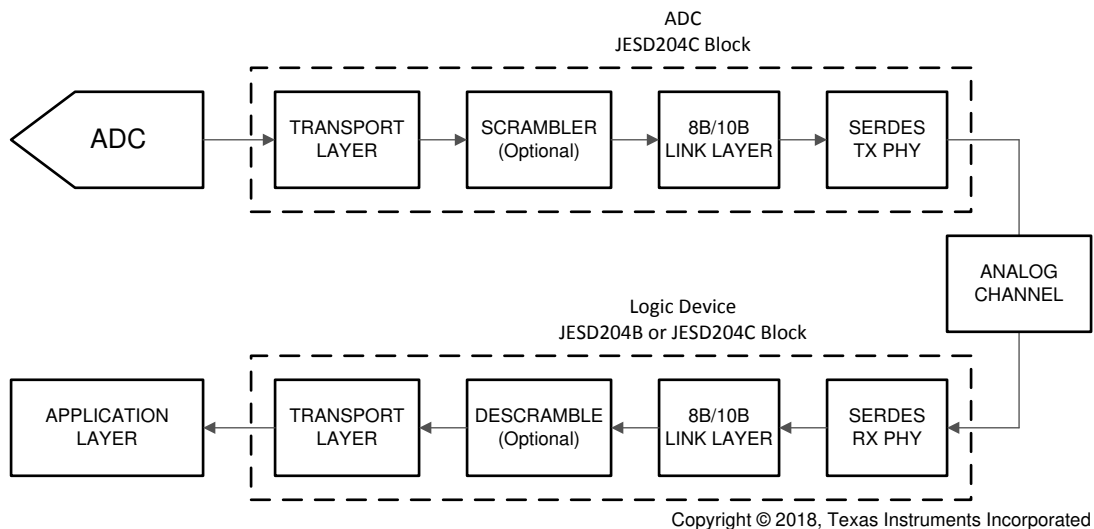 ADC
JESD204C Block
ADC
TRANSPORT
LAYER
SCRAMBLER
(Optional)
8B/10B
LINK LAYER
SERDES
TX PHY
ANALOG
CHANNEL
Logic Device
JESD204B or JESD204C Block
APPLICATION
LAYER
TRANSPORT
LAYER
DESCRAMBLE
(Optional)
8B/10B
LINK LAYER
SERDES
RX PHY
Copyright © 2018, Texas Instruments Incorporated